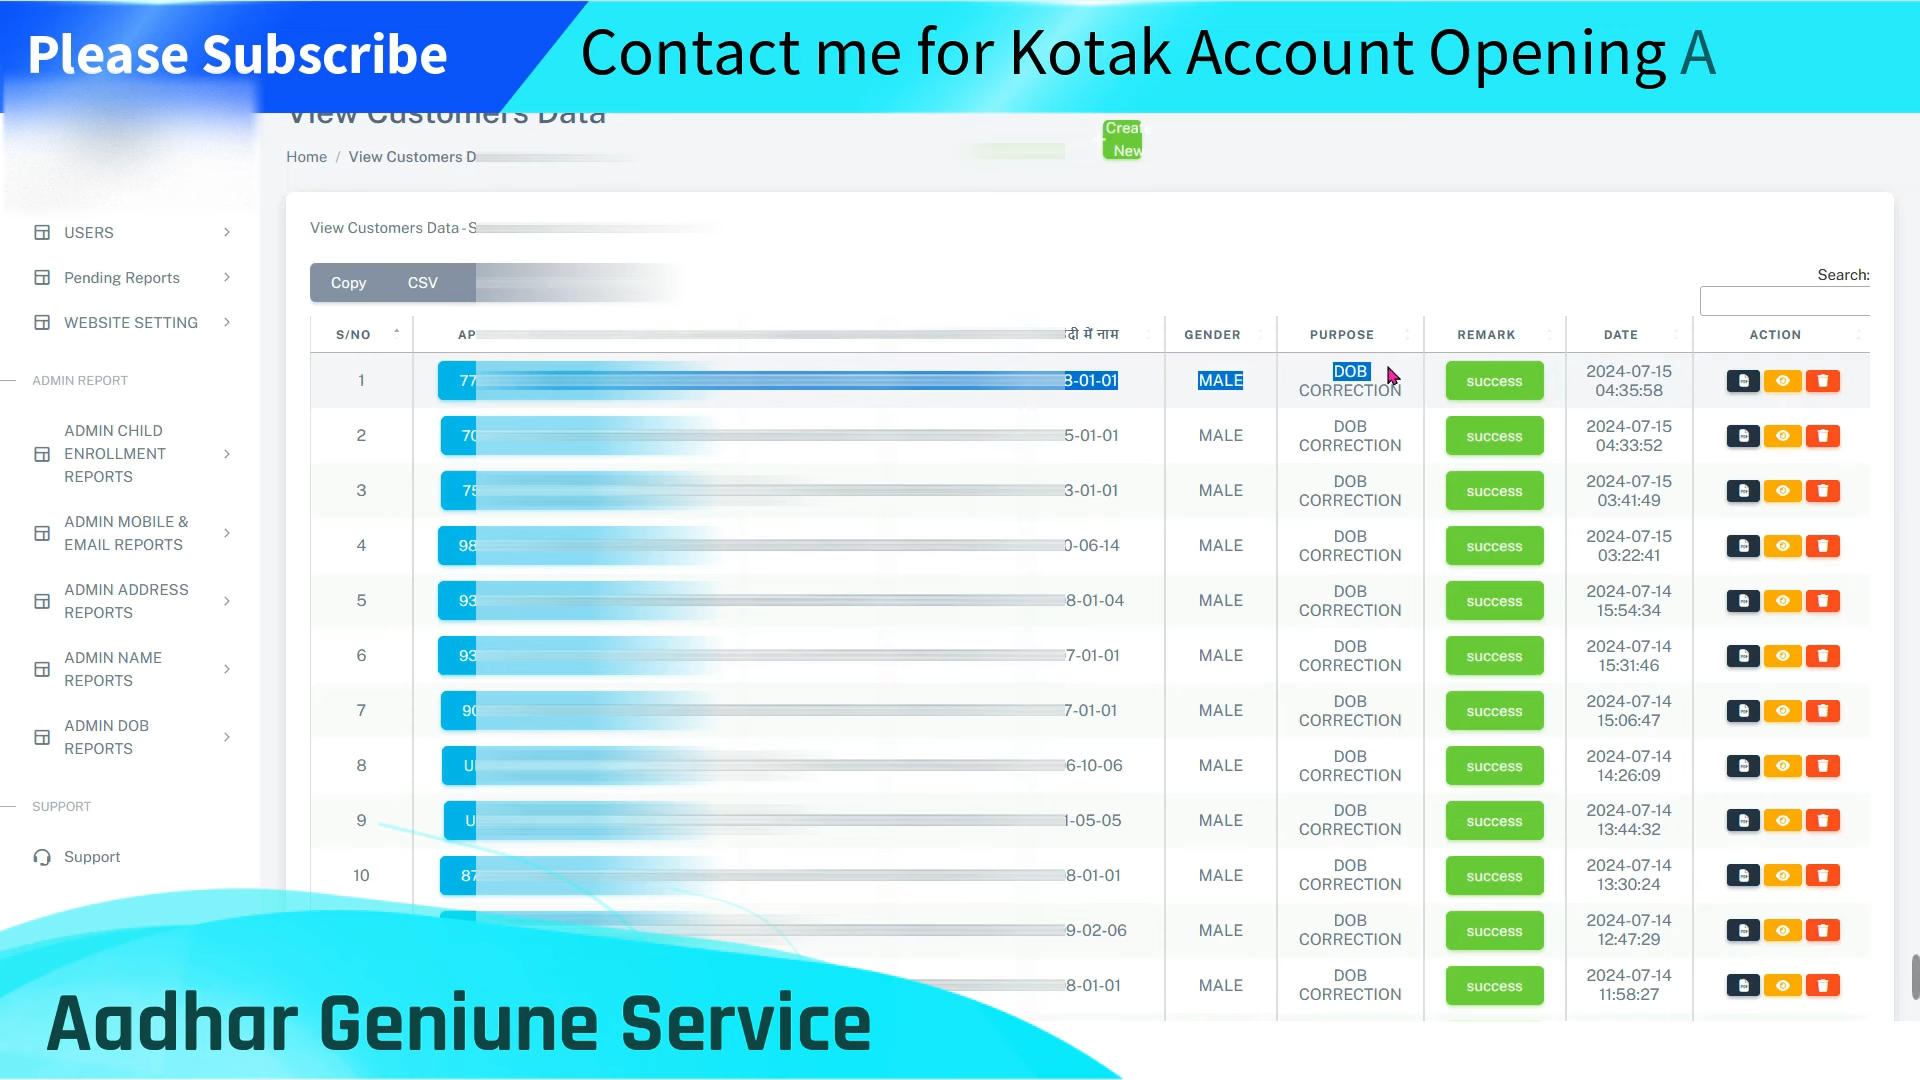 Please Subscribe
Contact me for Kotak Account Opening A
View Customers Data
Home / View Customers D
Create
New
View Customers Data - S
Copy CSV
Search:
S/NO AP दी में नाम GENDER PURPOSE REMARK DATE ACTION
1 77 8-01-01 MALE DOB CORRECTION success 2024-07-15 04:35:58
2 70 5-01-01 MALE DOB CORRECTION success 2024-07-15 04:33:52
3 75 3-01-01 MALE DOB CORRECTION success 2024-07-15 03:41:49
4 98 0-06-14 MALE DOB CORRECTION success 2024-07-15 03:22:41
5 93 8-01-04 MALE DOB CORRECTION success 2024-07-14 15:54:34
6 93 7-01-01 MALE DOB CORRECTION success 2024-07-14 15:31:46
7 90 7-01-01 MALE DOB CORRECTION success 2024-07-14 15:06:47
8 U 6-10-06 MALE DOB CORRECTION success 2024-07-14 14:26:09
9 U 1-05-05 MALE DOB CORRECTION success 2024-07-14 13:44:32
10 87 8-01-01 MALE DOB CORRECTION success 2024-07-14 13:30:24
9-02-06 MALE DOB CORRECTION success 2024-07-14 12:47:29
8-01-01 MALE DOB CORRECTION success 2024-07-14 11:58:27
USERS
Pending Reports
WEBSITE SETTING
ADMIN REPORT
ADMIN CHILD
ENROLLMENT
REPORTS
ADMIN MOBILE &
EMAIL REPORTS
ADMIN ADDRESS
REPORTS
ADMIN NAME
REPORTS
ADMIN DOB
REPORTS
SUPPORT
Support
Aadhar Geniune Service